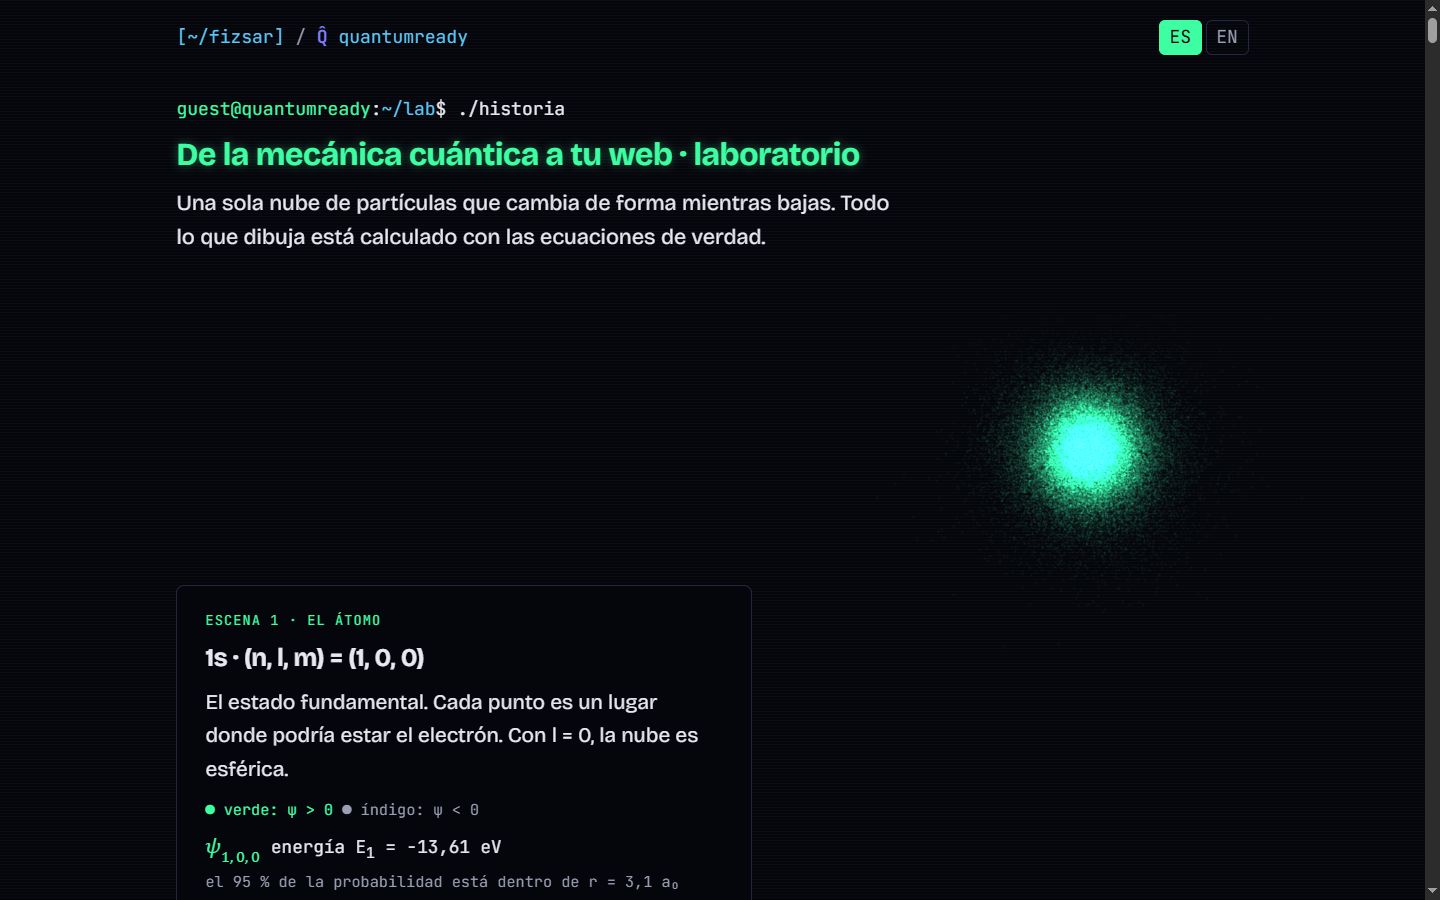 [~/fizsar] / Q̂ quantumready
ES EN
guest@quantumready:~/lab$ ./historia
De la mecánica cuántica a tu web · laboratorio
Una sola nube de partículas que cambia de forma mientras bajas. Todo
lo que dibuja está calculado con las ecuaciones de verdad.
ESCENA 1 · EL ÁTOMO
1s · (n, l, m) = (1, 0, 0)
El estado fundamental. Cada punto es un lugar
donde podría estar el electrón. Con l = 0, la nube es
esférica.
verde: ψ > 0 índigo: ψ < 0
ψ1,0,0 energía E1 = -13,61 eV
el 95 % de la probabilidad está dentro de r = 3,1 a₀